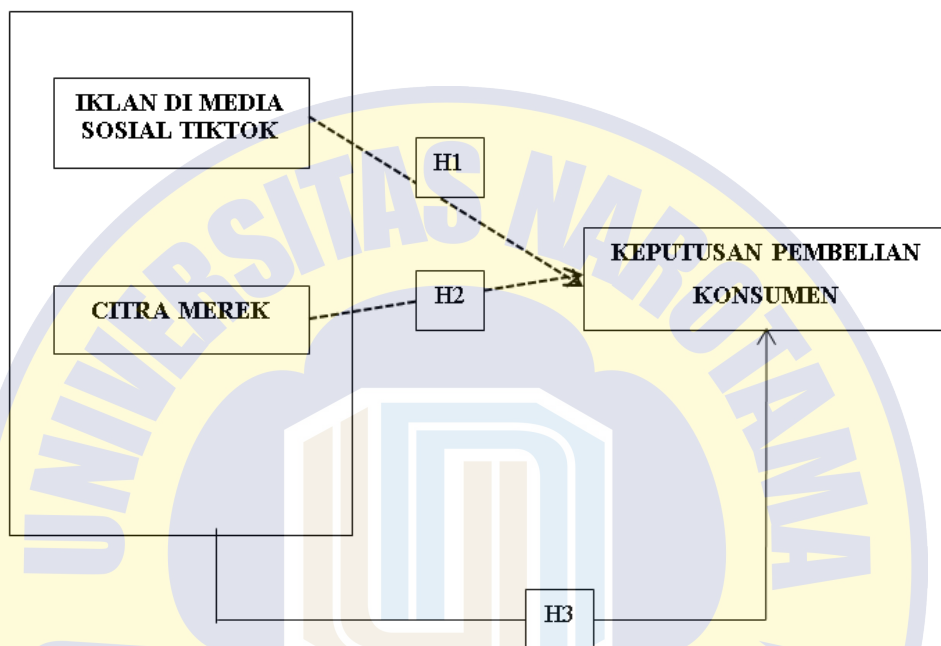 IKLAN DI MEDIA
SOSIAL TIKTOK
H1
KEPUTUSAN PEMBELIAN
KONSUMEN
CITRA MEREK
H2
H3
UNIVERSITAS NAROTAMA